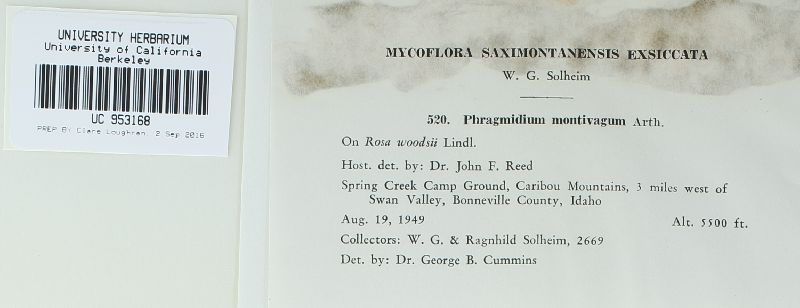 UNIVERSITY HERBARIUM
University of California
Berkeley
UC 953168
PREP BY Clare Loughran, 2 Sep 2016
MYCOFLORA SAXIMONTANENSIS EXSICCATA
W. G. Solheim
520. Phragmidium montivagum Arth.
On Rosa woodsii Lindl.
Host. det. by: Dr. John F. Reed
Spring Creek Camp Ground, Caribou Mountains, 3 miles west of
Swan Valley, Bonneville County, Idaho
Aug. 19, 1949 Alt. 5500 ft.
Collectors: W. G. & Ragnhild Solheim, 2669
Det. by: Dr. George B. Cummins